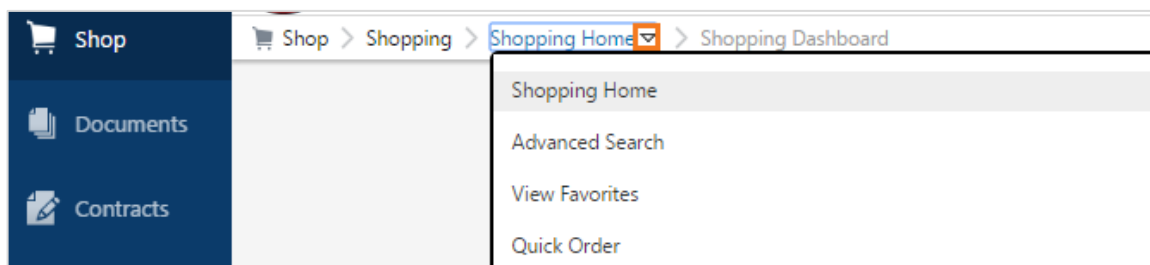 Shop
Shop > Shopping > Shopping Home > Shopping Dashboard
Shopping Home
Documents
Advanced Search
View Favorites
Contracts
Quick Order